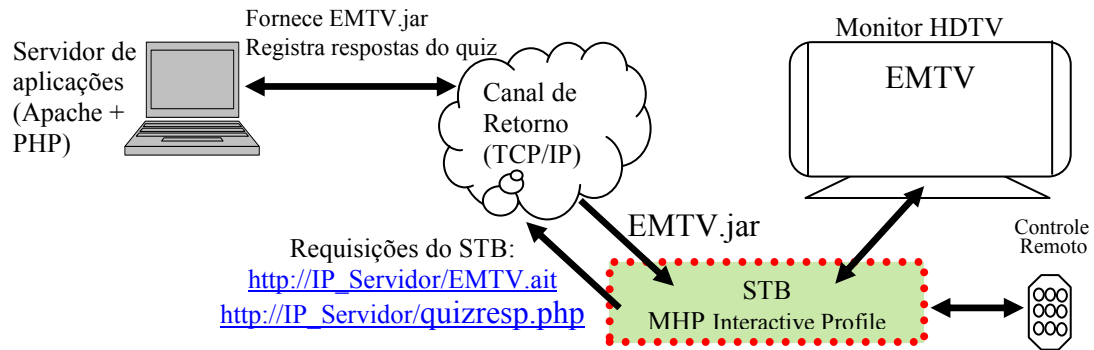 Fornece EMTV.jar
Registra respostas do quiz
Servidor de
aplicações
(Apache +
PHP)
Canal de
Retorno
(TCP/IP)
Monitor HDTV
EMTV
EMTV.jar
Requisições do STB:
http://IP_Servidor/EMTV.ait
http://IP_Servidor/quizresp.php
STB
MHP Interactive Profile
Controle
Remoto